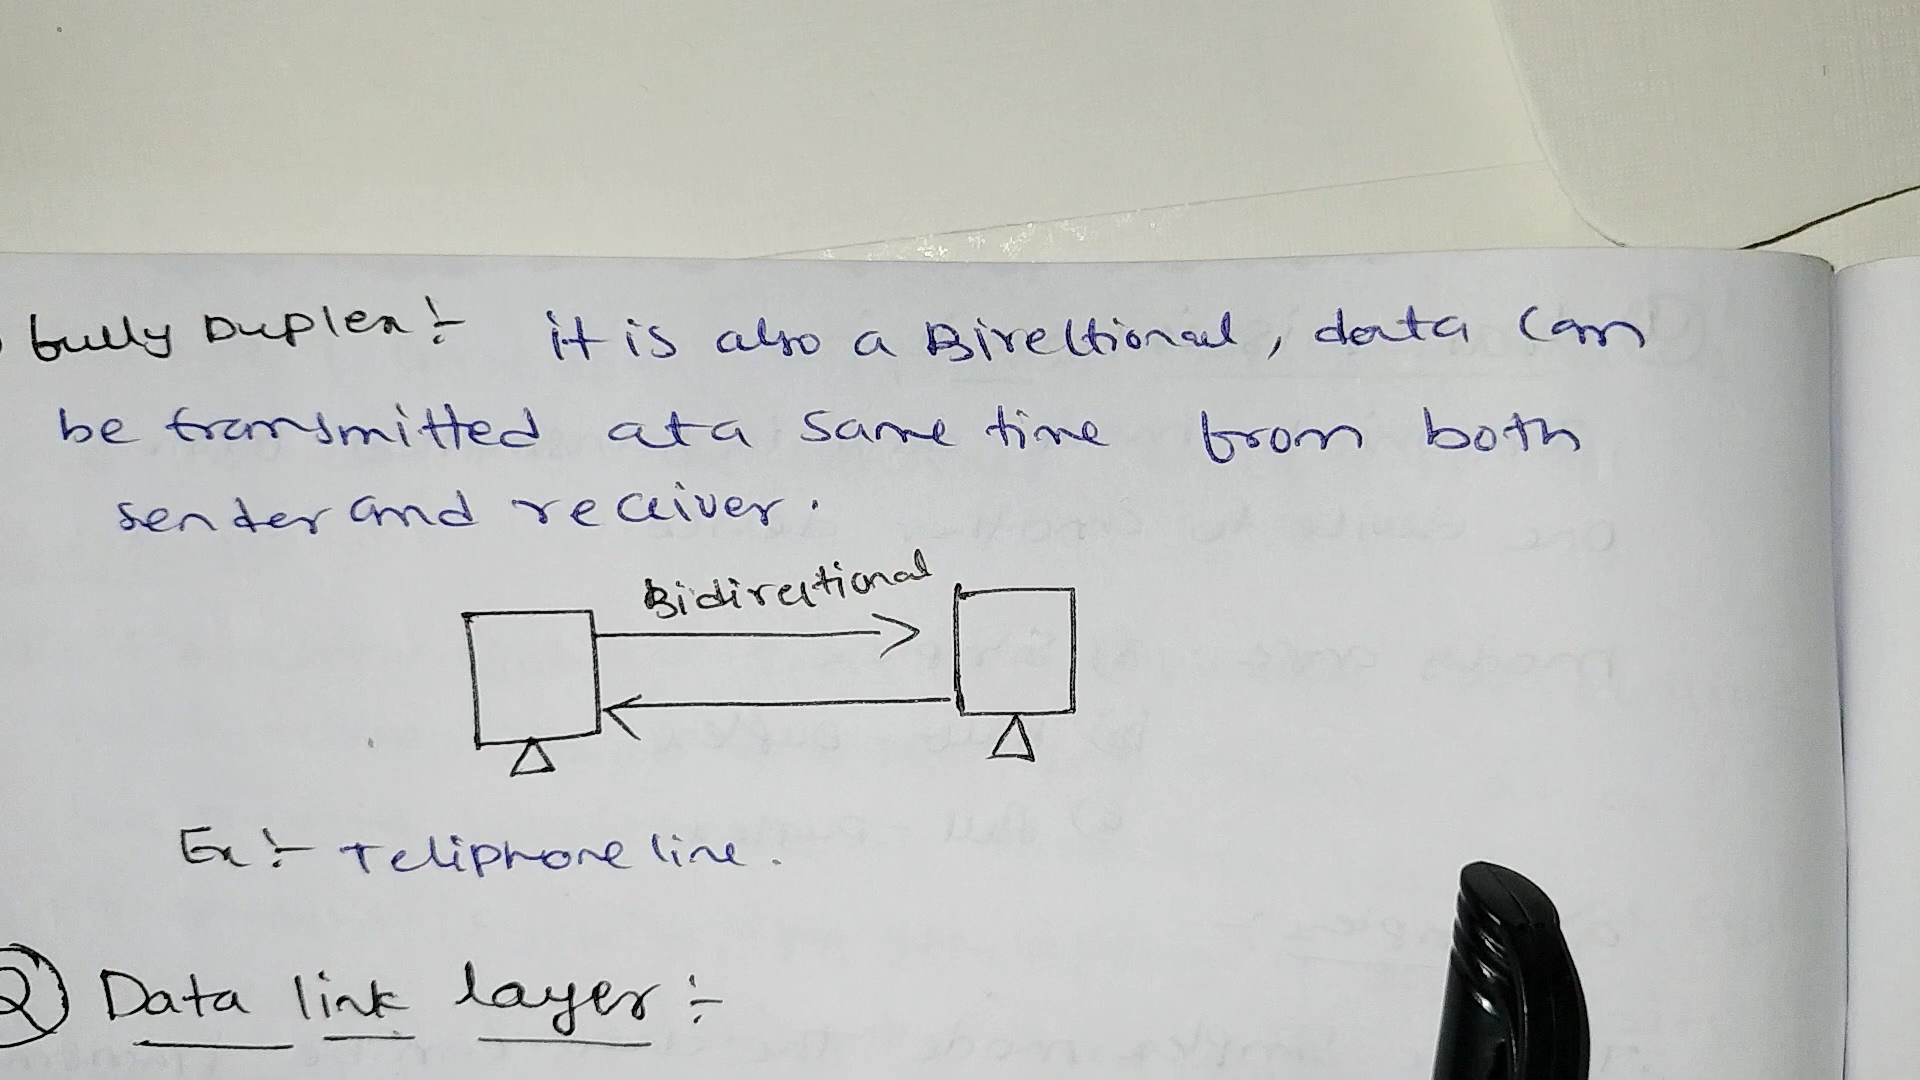 fully Duplex :- it is also a Birectional, data can
be transmitted at a same time from both
sender and receiver.
Bidirectional
Ex :- Teliphone line.
2) Data link layer :-